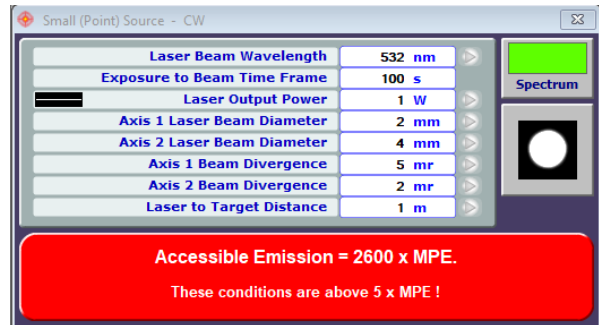 Small (Point) Source - CW
Laser Beam Wavelength 532 nm
Exposure to Beam Time Frame 100 s
Laser Output Power 1 W
Axis 1 Laser Beam Diameter 2 mm
Axis 2 Laser Beam Diameter 4 mm
Axis 1 Beam Divergence 5 mr
Axis 2 Beam Divergence 2 mr
Laser to Target Distance 1 m
Spectrum
Accessible Emission = 2600 x MPE.
These conditions are above 5 x MPE !